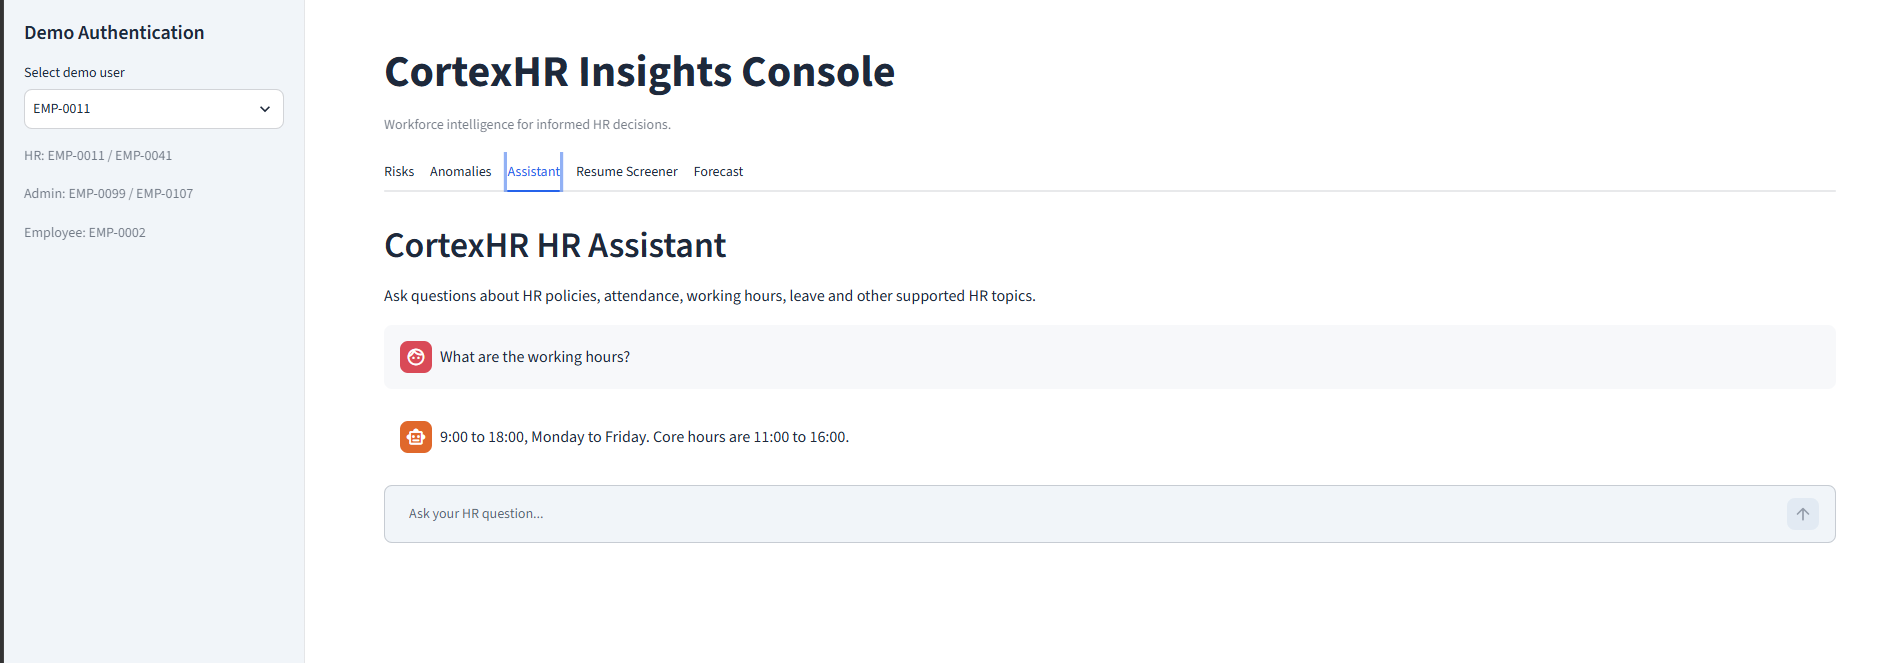 Demo Authentication
Select demo user
EMP-0011
HR: EMP-0011 / EMP-0041
Admin: EMP-0099 / EMP-0107
Employee: EMP-0002
CortexHR Insights Console
Workforce intelligence for informed HR decisions.
Risks Anomalies Assistant Resume Screener Forecast
CortexHR HR Assistant
Ask questions about HR policies, attendance, working hours, leave and other supported HR topics.
What are the working hours?
9:00 to 18:00, Monday to Friday. Core hours are 11:00 to 16:00.
Ask your HR question...